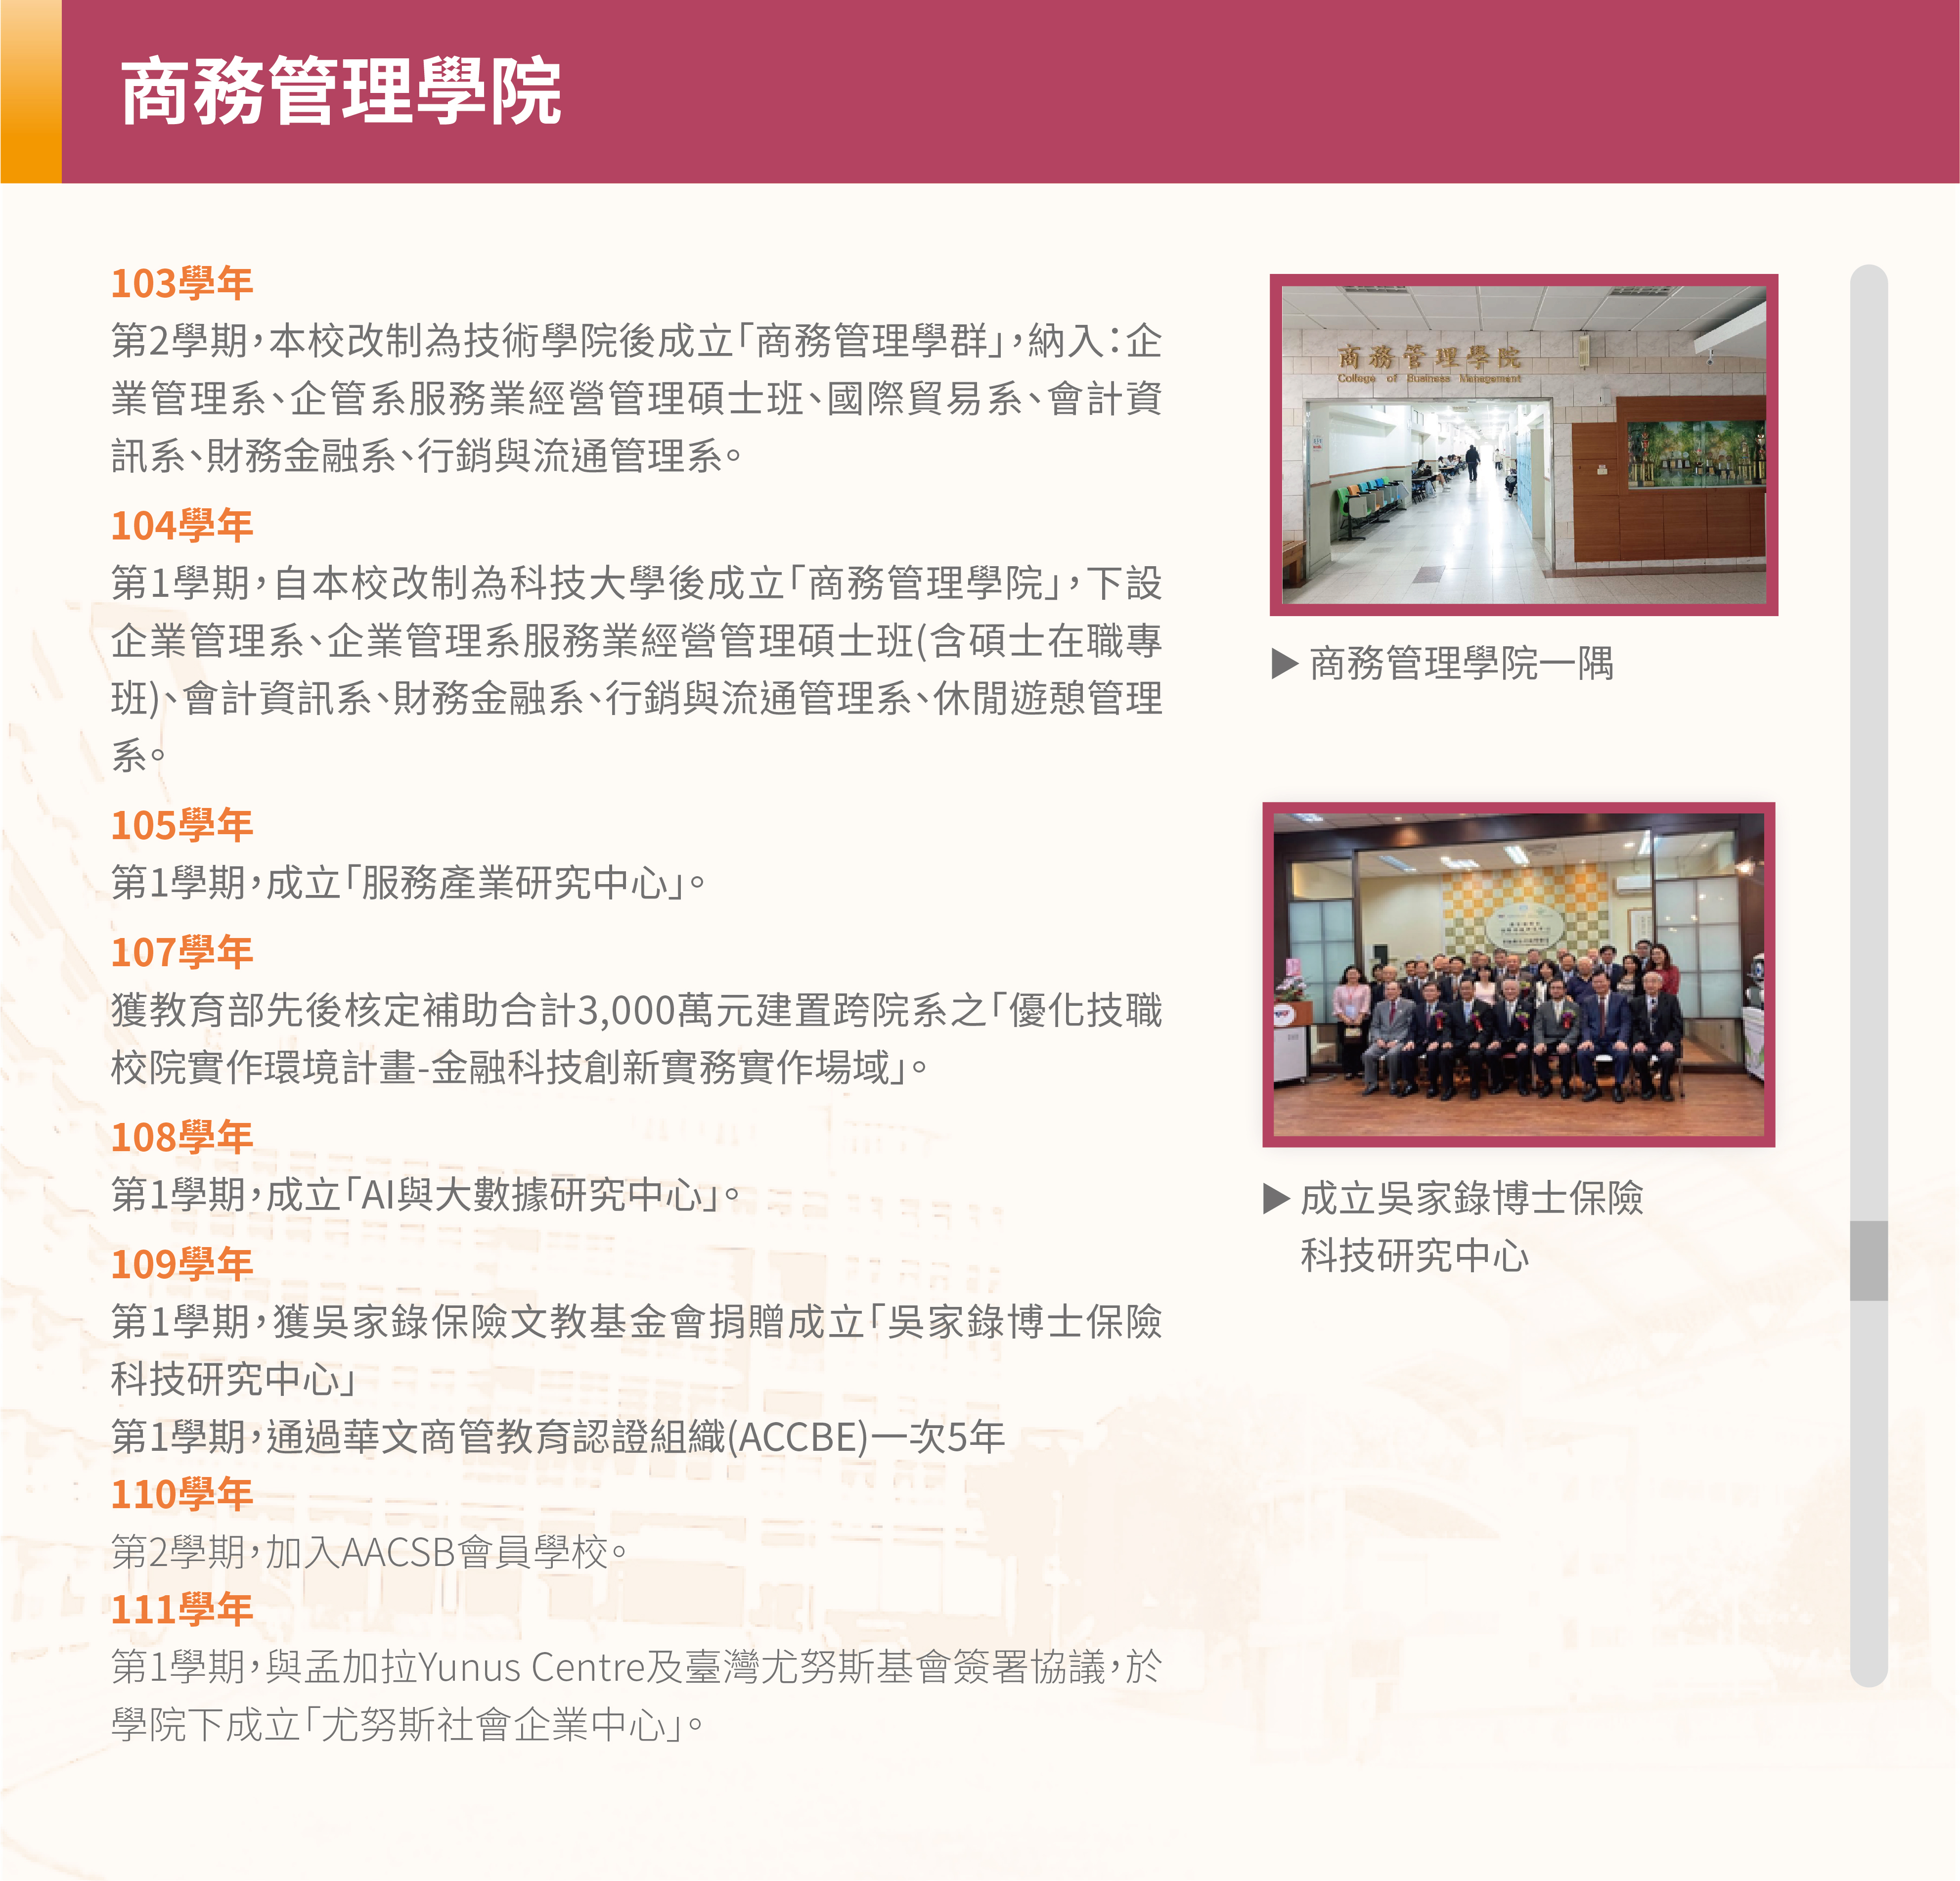 商務管理學院
103學年
第2學期，本校改制為技術學院後成立「商務管理學群」，納入：企
業管理系、企管系服務業經營管理碩士班、國際貿易系、會計資
訊系、財務金融系、行銷與流通管理系。
104學年
第1學期，自本校改制為科技大學後成立「商務管理學院」，下設
企業管理系、企業管理系服務業經營管理碩士班(含碩士在職專
班)、會計資訊系、財務金融系、行銷與流通管理系、休閒遊憩管理
系。
105學年
第1學期，成立「服務產業研究中心」。
107學年
獲教育部先後核定補助合計3,000萬元建置跨院系之「優化技職
校院實作環境計畫-金融科技創新實務實作場域」。
108學年
第1學期，成立「AI與大數據研究中心」。
109學年
第1學期，獲吳家錄保險文教基金會捐贈成立「吳家錄博士保險
科技研究中心」
第1學期，通過華文商管教育認證組織(ACCBE)一次5年
110學年
第2學期，加入AACSB會員學校。
111學年
第1學期，與孟加拉Yunus Centre及臺灣尤努斯基會簽署協議，於
學院下成立「尤努斯社會企業中心」。
商務管理學院
College of Business Management
▶ 商務管理學院一隅
▶ 成立吳家錄博士保險
科技研究中心